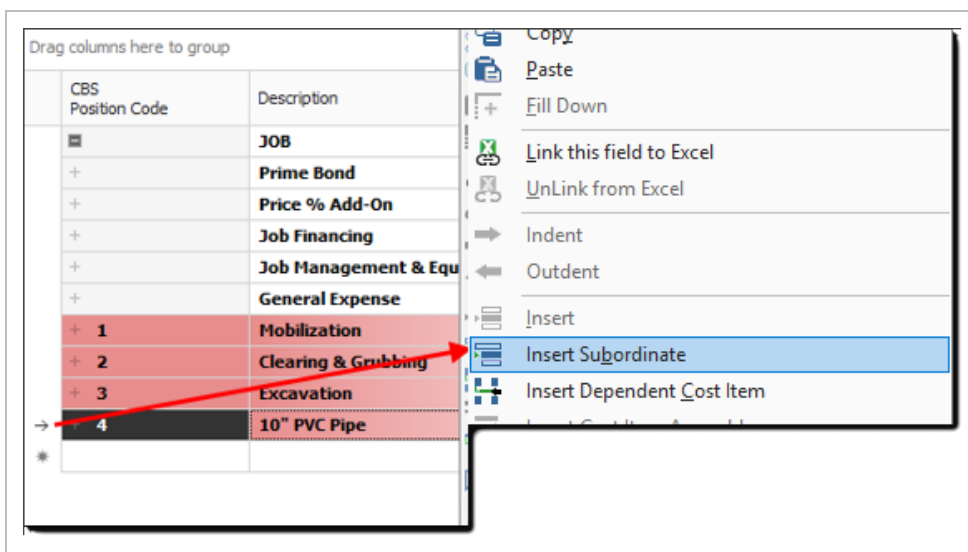 Drag columns here to group
CBS
Position Code
Description
JOB
Prime Bond
Price % Add-On
Job Financing
Job Management & Equ
General Expense
1 Mobilization
2 Clearing & Grubbing
3 Excavation
4 10" PVC Pipe
Copy
Paste
Fill Down
Link this field to Excel
UnLink from Excel
Indent
Outdent
Insert
Insert Subordinate
Insert Dependent Cost Item